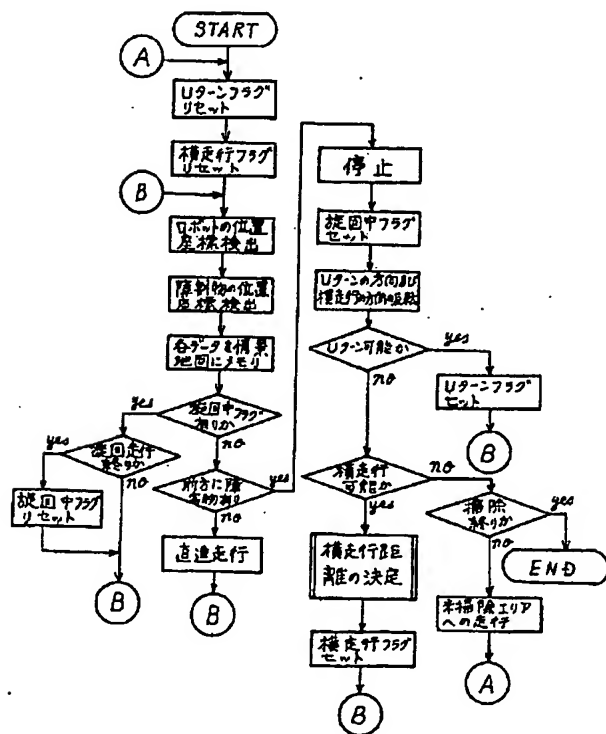 START
A
Uターンフラグ
リセット
横走行フラグ
リセット
B
ロボットの位置
座標検出
障害物の位置
座標検出
各データを構築
地図にメモリ
旋回中フラグ
有りか
yes
no
旋回走行
終りか
yes
no
旋回中フラグ
リセット
B
前方に障
害物有り
yes
no
直進走行
B
停止
旋回中フラグ
セット
Uターンの方向及び
横走行の方向の
Uターン可能か
yes
no
Uターンフラグ
セット
B
横走行
可能か
no
yes
横走行距
離の決定
横走行フラグ
セット
B
掃除
終りか
yes
no
END
未掃除エリア
への走行
A